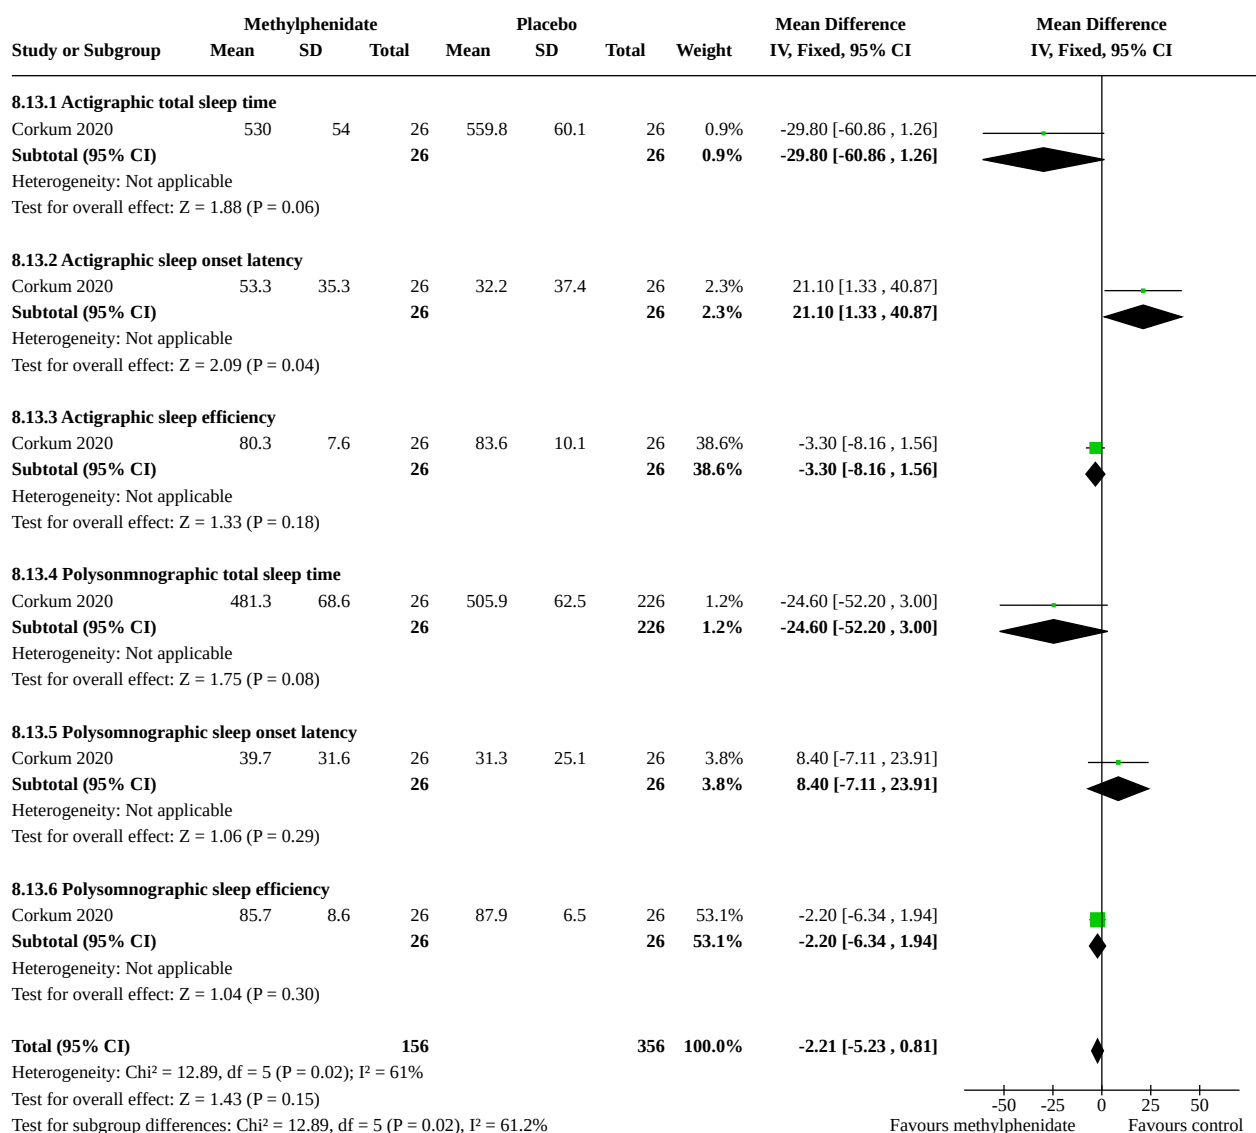 Methylphenidate Placebo Mean Difference Mean Difference
Study or Subgroup Mean SD Total Mean SD Total Weight IV, Fixed, 95% CI IV, Fixed, 95% CI
8.13.1 Actigraphic total sleep time
Corkum 2020 530 54 26 559.8 60.1 26 0.9% -29.80 [-60.86 , 1.26]
Subtotal (95% CI) 26 26 0.9% -29.80 [-60.86 , 1.26]
Heterogeneity: Not applicable
Test for overall effect: Z = 1.88 (P = 0.06)
8.13.2 Actigraphic sleep onset latency
Corkum 2020 53.3 35.3 26 32.2 37.4 26 2.3% 21.10 [1.33 , 40.87]
Subtotal (95% CI) 26 26 2.3% 21.10 [1.33 , 40.87]
Heterogeneity: Not applicable
Test for overall effect: Z = 2.09 (P = 0.04)
8.13.3 Actigraphic sleep efficiency
Corkum 2020 80.3 7.6 26 83.6 10.1 26 38.6% -3.30 [-8.16 , 1.56]
Subtotal (95% CI) 26 26 38.6% -3.30 [-8.16 , 1.56]
Heterogeneity: Not applicable
Test for overall effect: Z = 1.33 (P = 0.18)
8.13.4 Polysonmnographic total sleep time
Corkum 2020 481.3 68.6 26 505.9 62.5 226 1.2% -24.60 [-52.20 , 3.00]
Subtotal (95% CI) 26 226 1.2% -24.60 [-52.20 , 3.00]
Heterogeneity: Not applicable
Test for overall effect: Z = 1.75 (P = 0.08)
8.13.5 Polysomnographic sleep onset latency
Corkum 2020 39.7 31.6 26 31.3 25.1 26 3.8% 8.40 [-7.11 , 23.91]
Subtotal (95% CI) 26 26 3.8% 8.40 [-7.11 , 23.91]
Heterogeneity: Not applicable
Test for overall effect: Z = 1.06 (P = 0.29)
8.13.6 Polysomnographic sleep efficiency
Corkum 2020 85.7 8.6 26 87.9 6.5 26 53.1% -2.20 [-6.34 , 1.94]
Subtotal (95% CI) 26 26 53.1% -2.20 [-6.34 , 1.94]
Heterogeneity: Not applicable
Test for overall effect: Z = 1.04 (P = 0.30)
Total (95% CI) 156 356 100.0% -2.21 [-5.23 , 0.81]
Heterogeneity: Chi² = 12.89, df = 5 (P = 0.02); I² = 61%
Test for overall effect: Z = 1.43 (P = 0.15)
-50 -25 0 25 50
Test for subgroup differences: Chi² = 12.89, df = 5 (P = 0.02), I² = 61.2% Favours methylphenidate Favours control